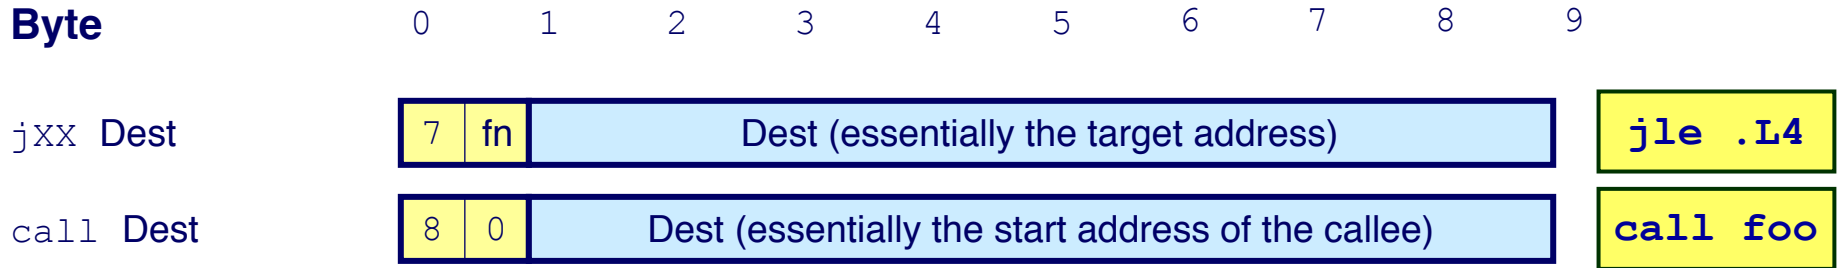 Byte 0 1 2 3 4 5 6 7 8 9
jXX Dest 7 fn Dest (essentially the target address) jle .L4
call Dest 8 0 Dest (essentially the start address of the callee) call foo